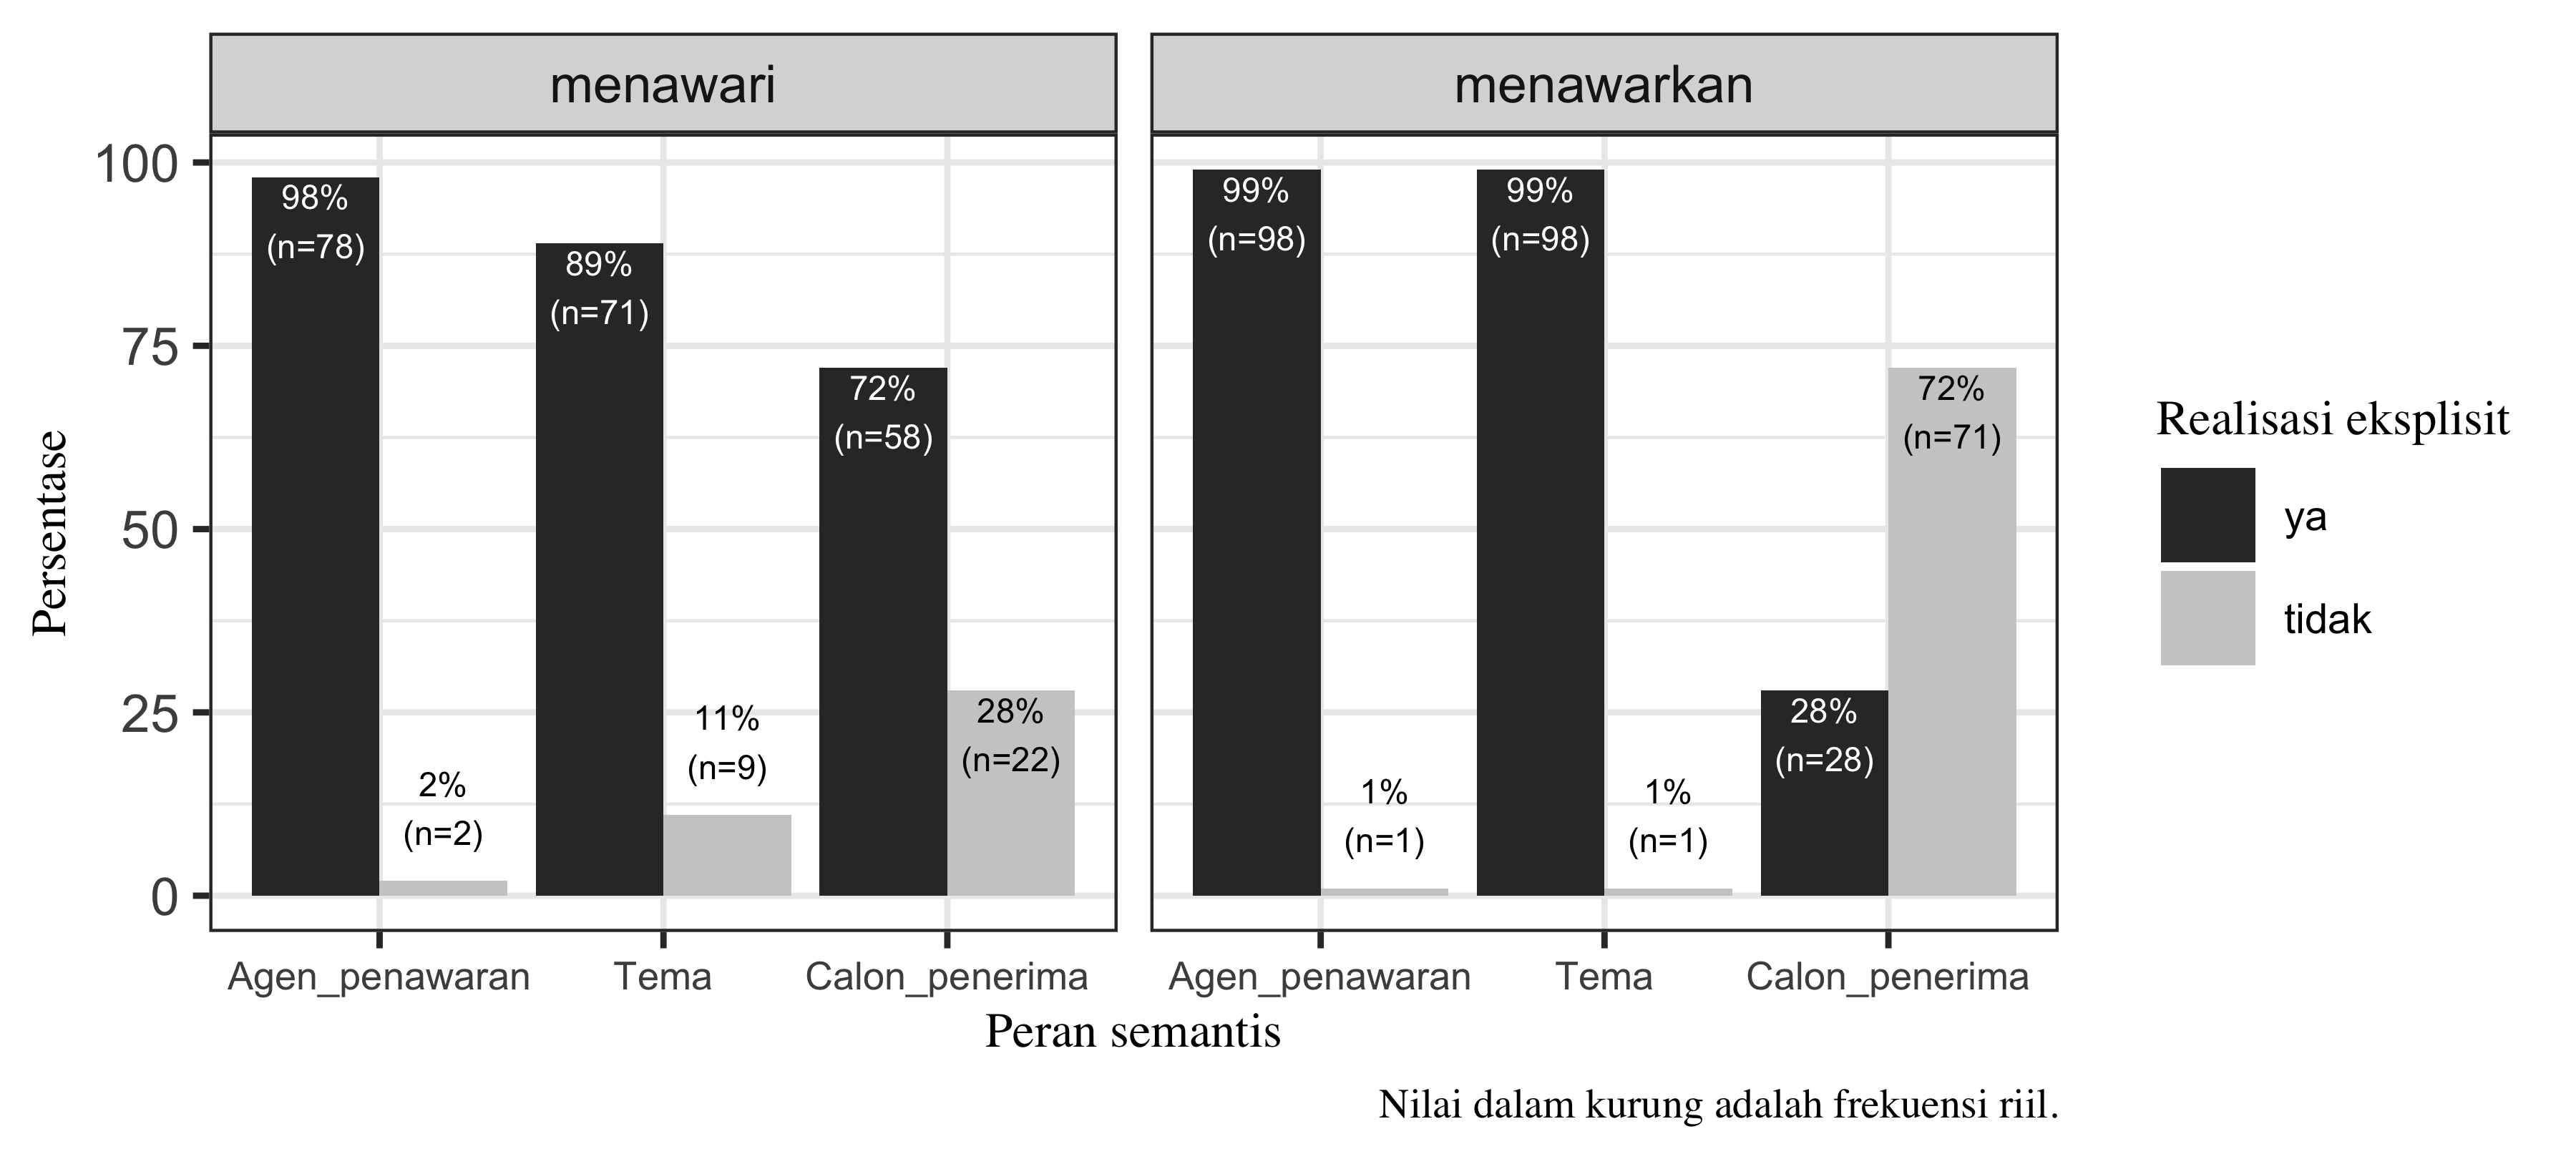 menawari
menawarkan
Persentase
100
75
50
25
0
98%
(n=78)
2%
(n=2)
89%
(n=71)
11%
(n=9)
72%
(n=58)
28%
(n=22)
99%
(n=98)
1%
(n=1)
99%
(n=98)
1%
(n=1)
28%
(n=28)
72%
(n=71)
Agen_penawaran
Tema
Calon_penerima
Agen_penawaran
Tema
Calon_penerima
Peran semantis
Realisasi eksplisit
ya
tidak
Nilai dalam kurung adalah frekuensi riil.